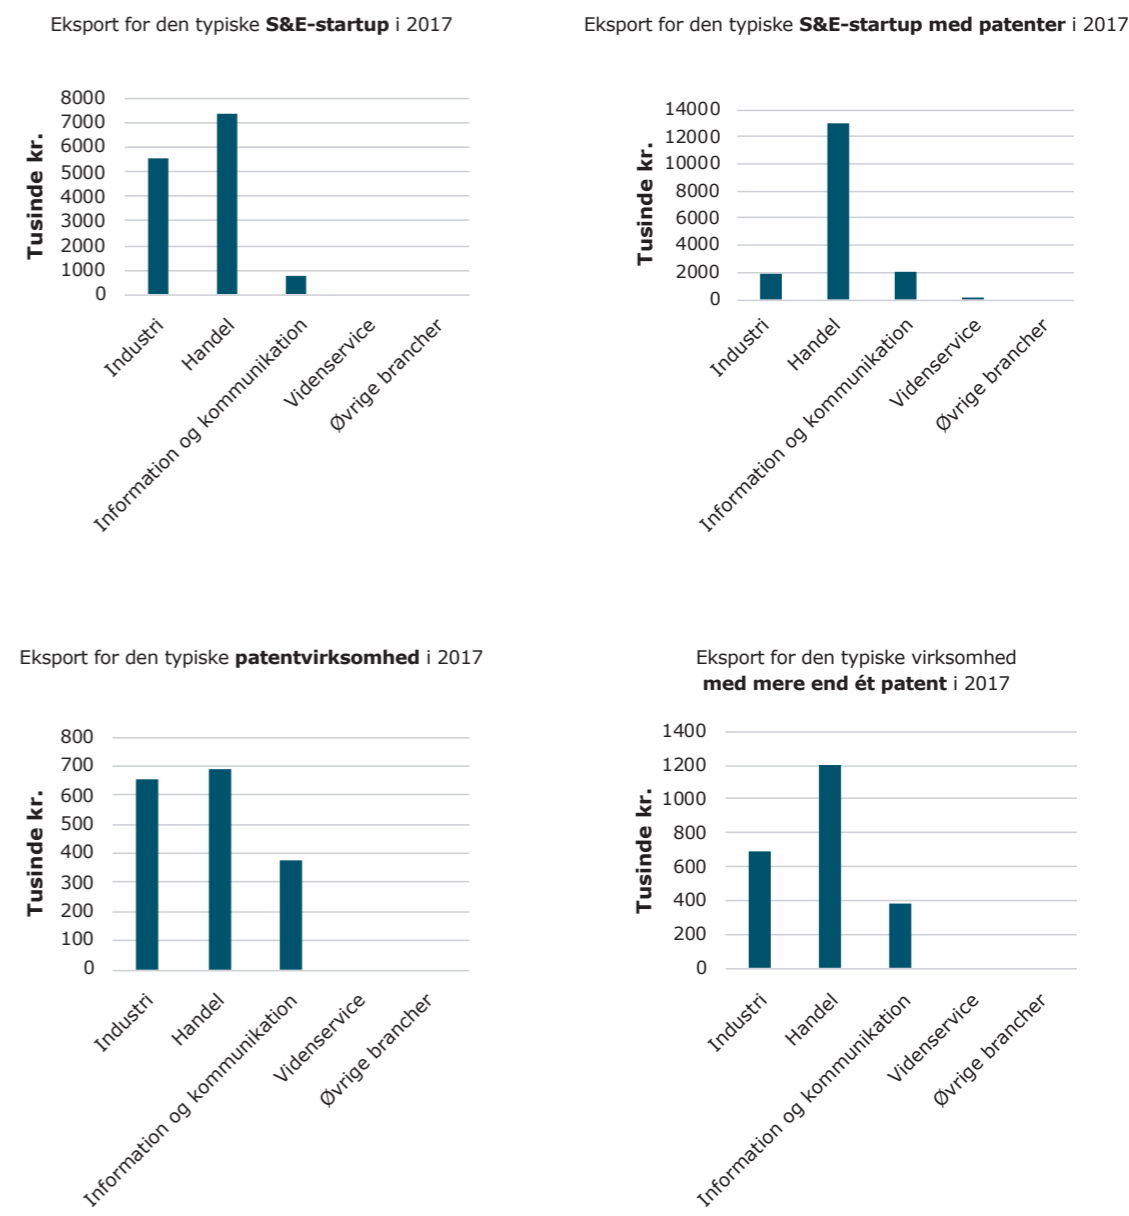 Eksport for den typiske S&E-startup i 2017
Tusinde kr.
8000
7000
6000
5000
4000
3000
2000
1000
0
Industri
Handel
Information og kommunikation
Videnservice
Øvrige brancher
Eksport for den typiske S&E-startup med patenter i 2017
Tusinde kr.
14000
12000
10000
8000
6000
4000
2000
0
Industri
Handel
Information og kommunikation
Videnservice
Øvrige brancher
Eksport for den typiske patentvirksomhed i 2017
Tusinde kr.
800
700
600
500
400
300
200
100
0
Industri
Handel
Information og kommunikation
Videnservice
Øvrige brancher
Eksport for den typiske virksomhed
med mere end ét patent i 2017
Tusinde kr.
1400
1200
1000
800
600
400
200
0
Industri
Handel
Information og kommunikation
Videnservice
Øvrige brancher